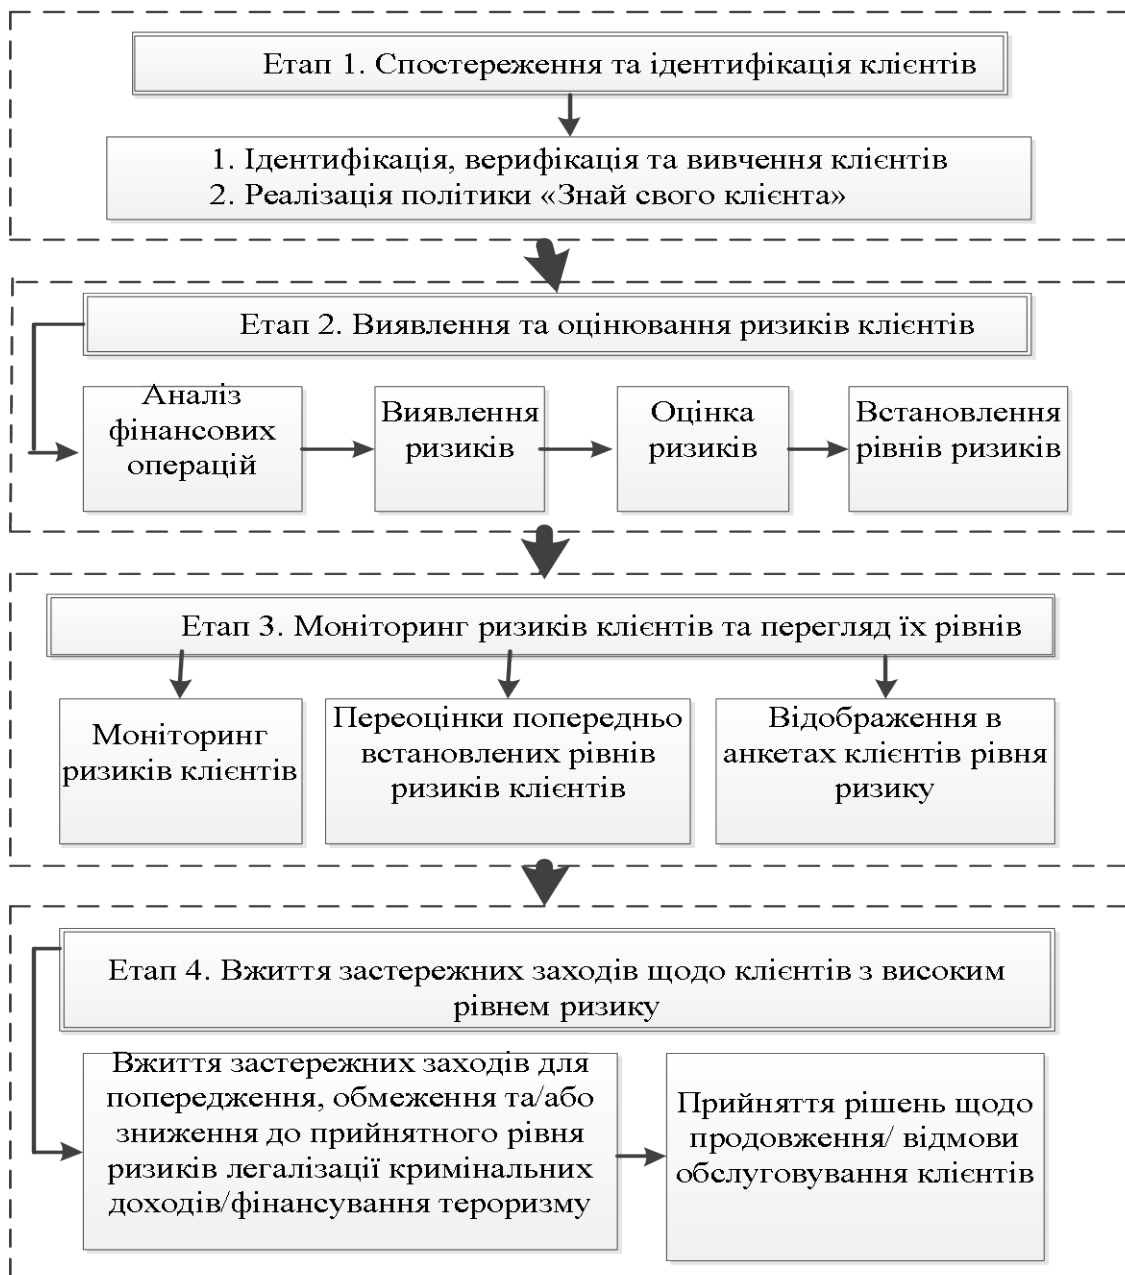 Етап 1. Спостереження та ідентифікація клієнтів
1. Ідентифікація, верифікація та вивчення клієнтів
2. Реалізація політики «Знай свого клієнта»
Етап 2. Виявлення та оцінювання ризиків клієнтів
Аналіз
фінансових
операцій
Виявлення
ризиків
Оцінка
ризиків
Встановлення
рівнів ризиків
Етап 3. Моніторинг ризиків клієнтів та перегляд їх рівнів
Моніторинг
ризиків клієнтів
Переоцінки попередньо
встановлених рівнів
ризиків клієнтів
Відображення в
анкетах клієнтів рівня
ризику
Етап 4. Вжиття застережних заходів щодо клієнтів з високим
рівнем ризику
Вжиття застережних заходів для
попередження, обмеження та/або
зниження до прийнятного рівня
ризиків легалізації кримінальних
доходів/фінансування тероризму
Прийняття рішень щодо
продовження/ відмови
обслуговування клієнтів